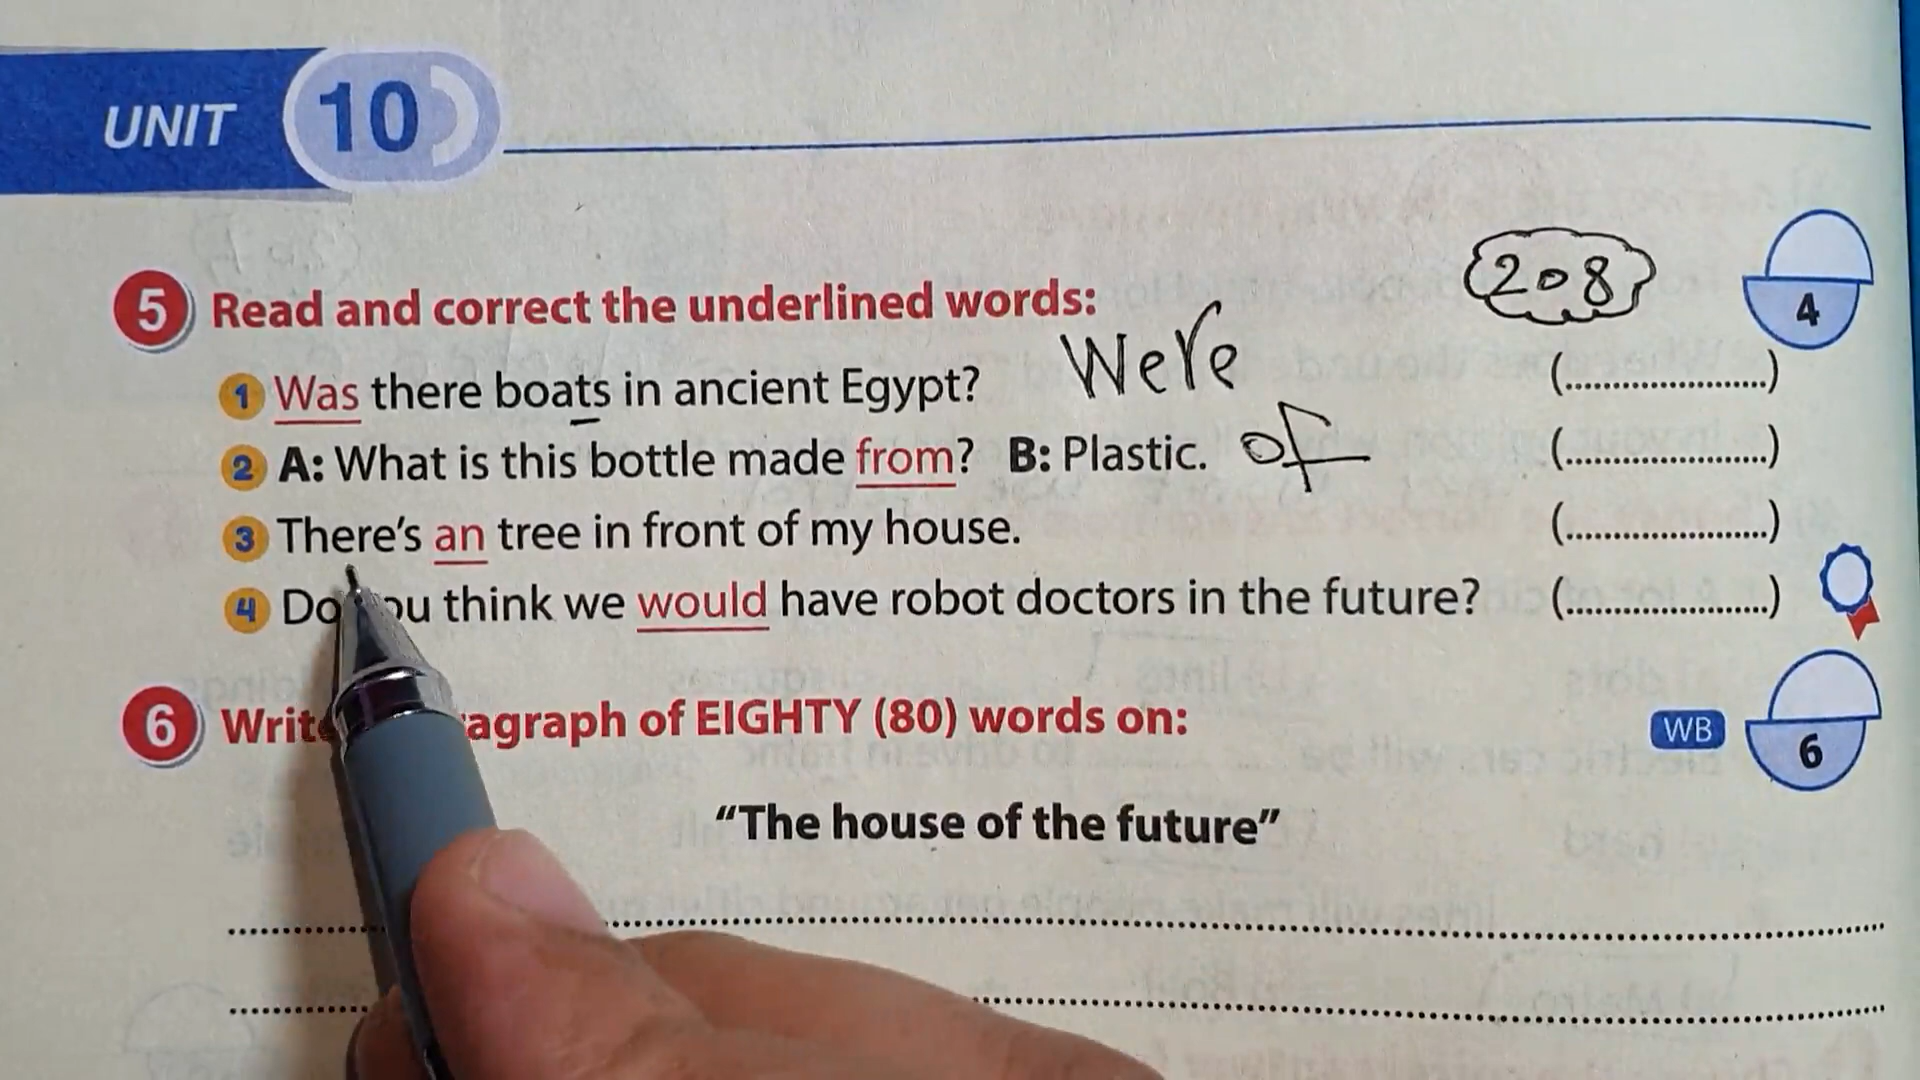 UNIT 10
208
4
5 Read and correct the underlined words:
1 Was there boats in ancient Egypt? Were (......................)
2 A: What is this bottle made from? B: Plastic. of (......................)
3 There's an tree in front of my house. (......................)
4 Do you think we would have robot doctors in the future? (......................)
6 Write ragraph of EIGHTY (80) words on: WB 6
“The house of the future”